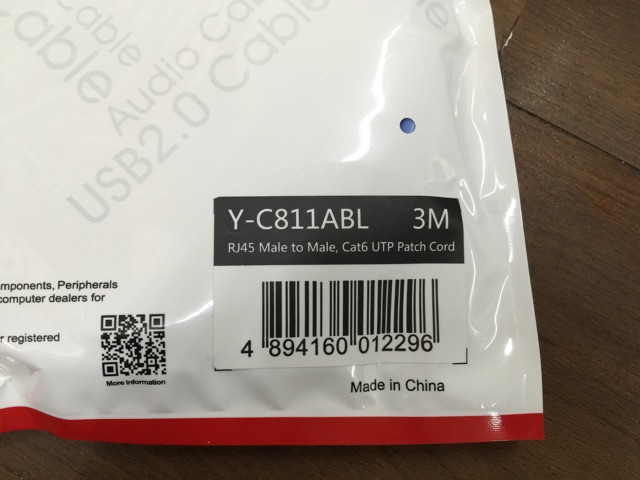 Cable
Audio Cable
USB2.0 Cable
Y-C811ABL 3M
RJ45 Male to Male, Cat6 UTP Patch Cord
4 894160 012296
mponents, Peripherals
computer dealers for
registered
More Information
Made in China